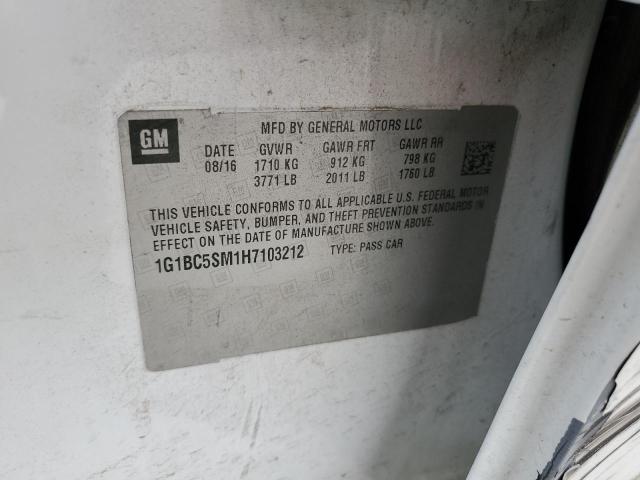 GM
MFD BY GENERAL MOTORS LLC
DATE GVWR GAWR FRT GAWR RR
08/16 1710 KG 912 KG 798 KG
3771 LB 2011 LB 1760 LB
THIS VEHICLE CONFORMS TO ALL APPLICABLE U.S. FEDERAL MOTOR
VEHICLE SAFETY, BUMPER, AND THEFT PREVENTION STANDARDS IN
EFFECT ON THE DATE OF MANUFACTURE SHOWN ABOVE.
1G1BC5SM1H7103212 TYPE: PASS CAR